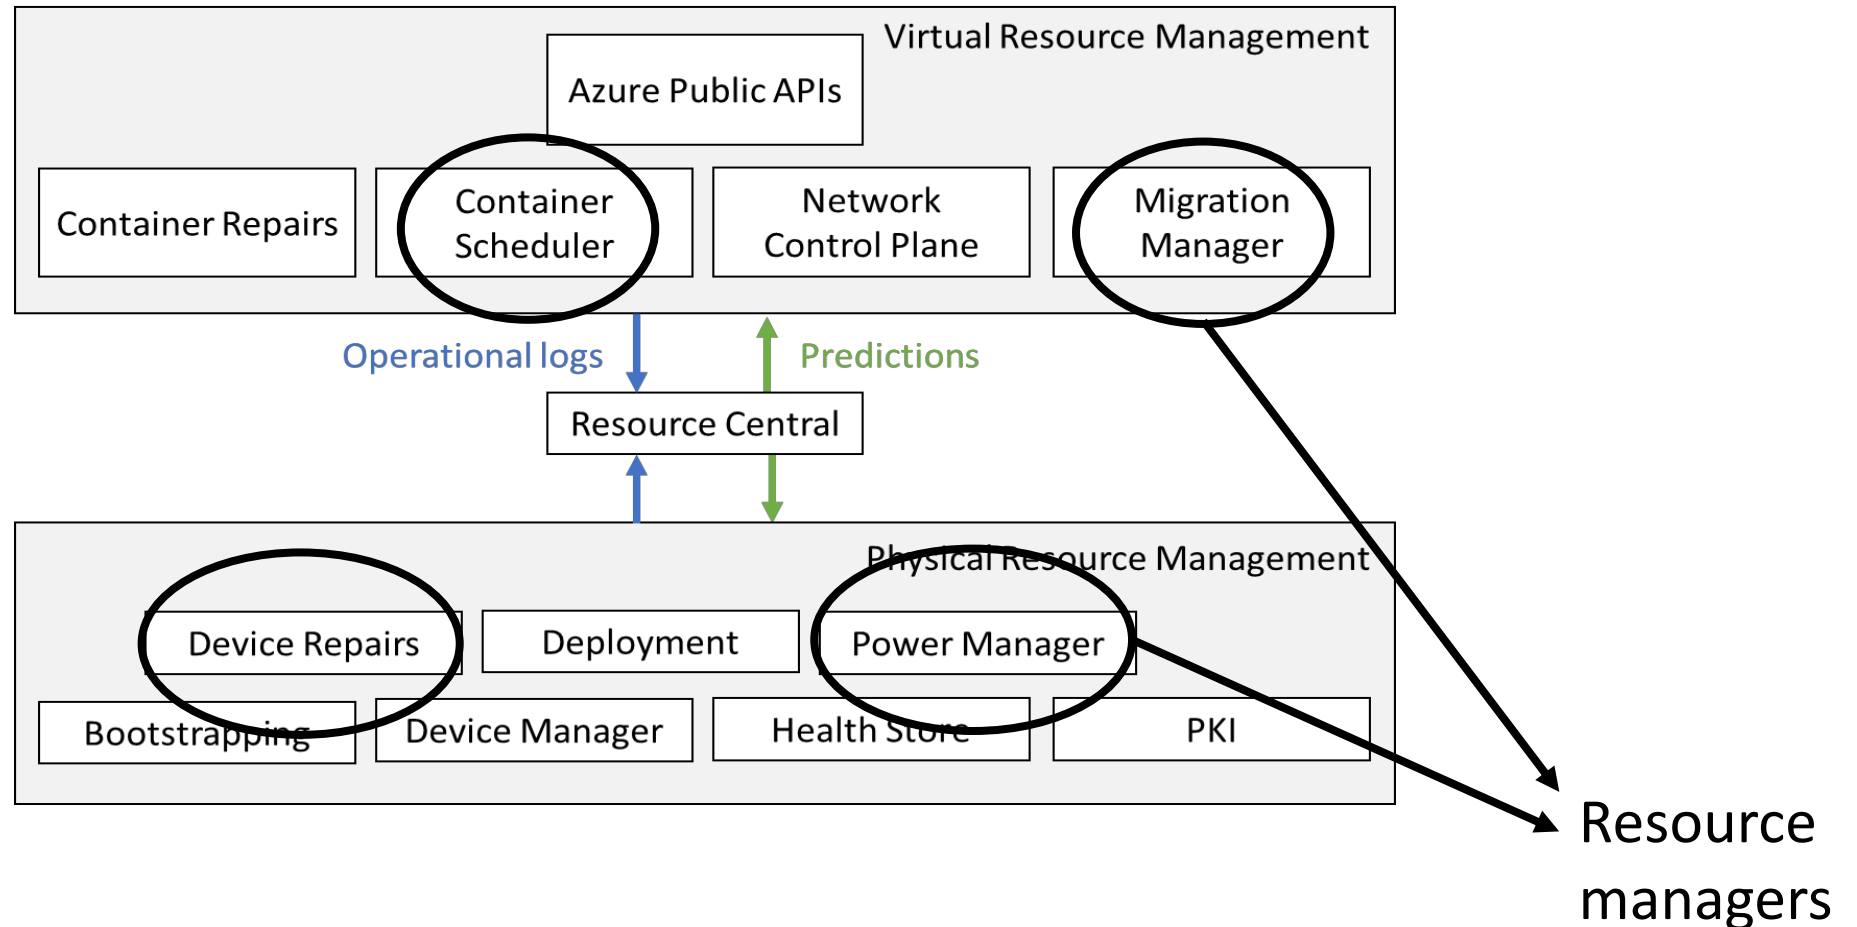 Virtual Resource Management
Azure Public APIs
Container Repairs
Container
Scheduler
Network
Control Plane
Migration
Manager
Operational logs
Predictions
Resource Central
Physical Resource Management
Device Repairs
Deployment
Power Manager
Bootstrapping
Device Manager
Health Store
PKI
Resource
managers